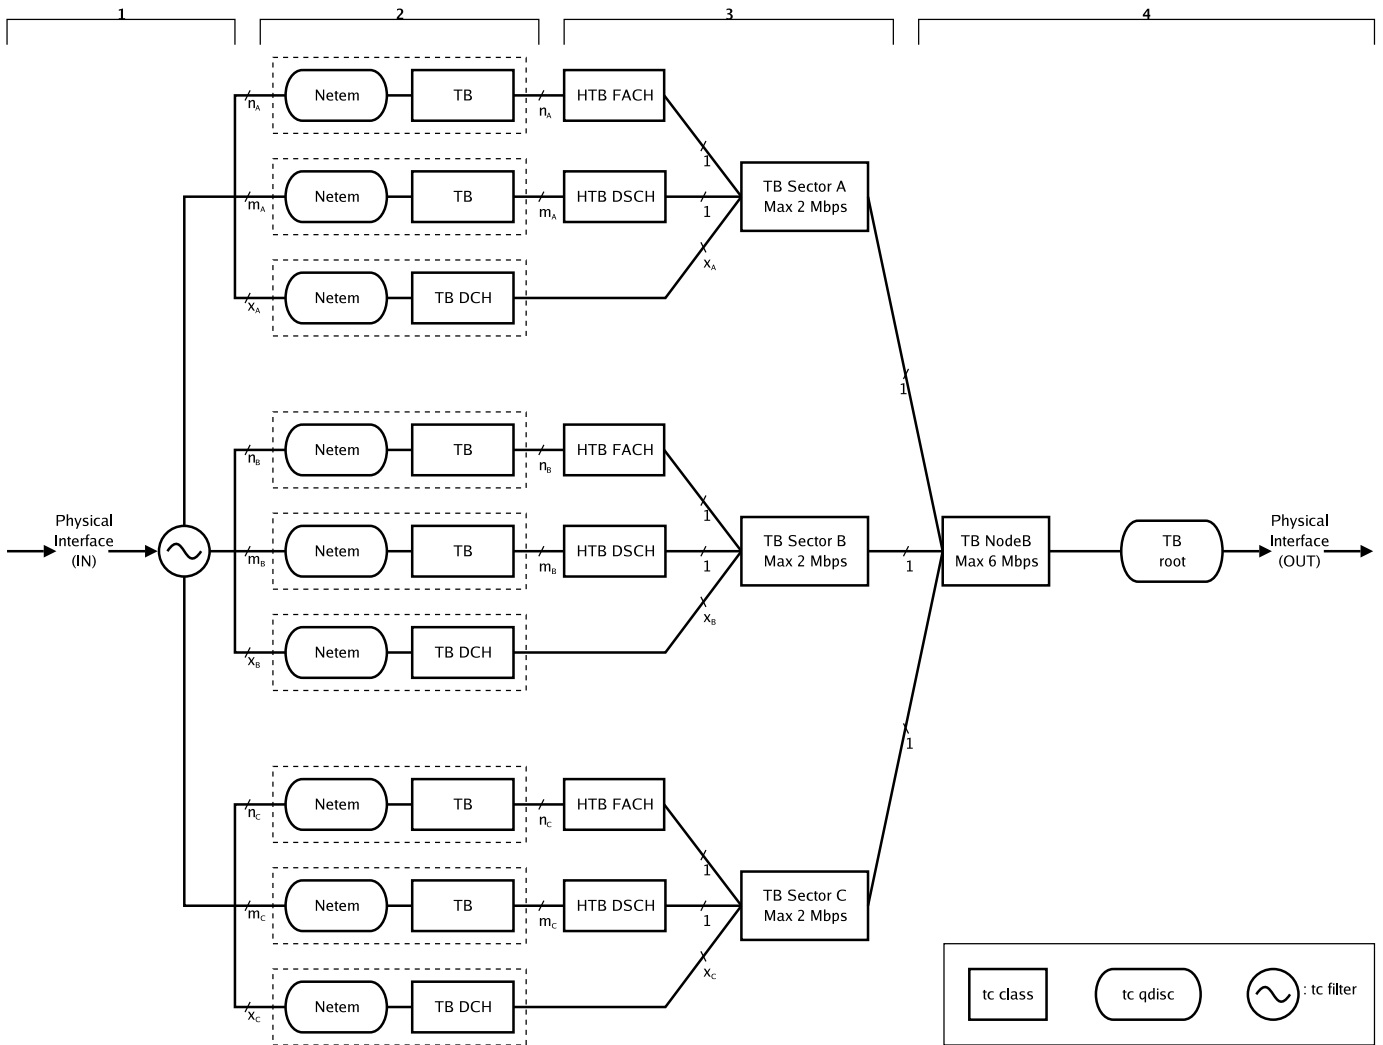 1
2
3
4
nA
Netem
TB
nA
HTB FACH
1
mA
Netem
TB
mA
HTB DSCH
1
TB Sector A
Max 2 Mbps
xA
Netem
TB DCH
xA
1
nB
Netem
TB
nB
HTB FACH
1
Physical
Interface
(IN)
mB
Netem
TB
mB
HTB DSCH
1
TB Sector B
Max 2 Mbps
1
TB NodeB
Max 6 Mbps
TB
root
Physical
Interface
(OUT)
xB
Netem
TB DCH
xB
1
nC
Netem
TB
nC
HTB FACH
1
mC
Netem
TB
mC
HTB DSCH
1
TB Sector C
Max 2 Mbps
xC
Netem
TB DCH
xC
tc class
tc qdisc
: tc filter